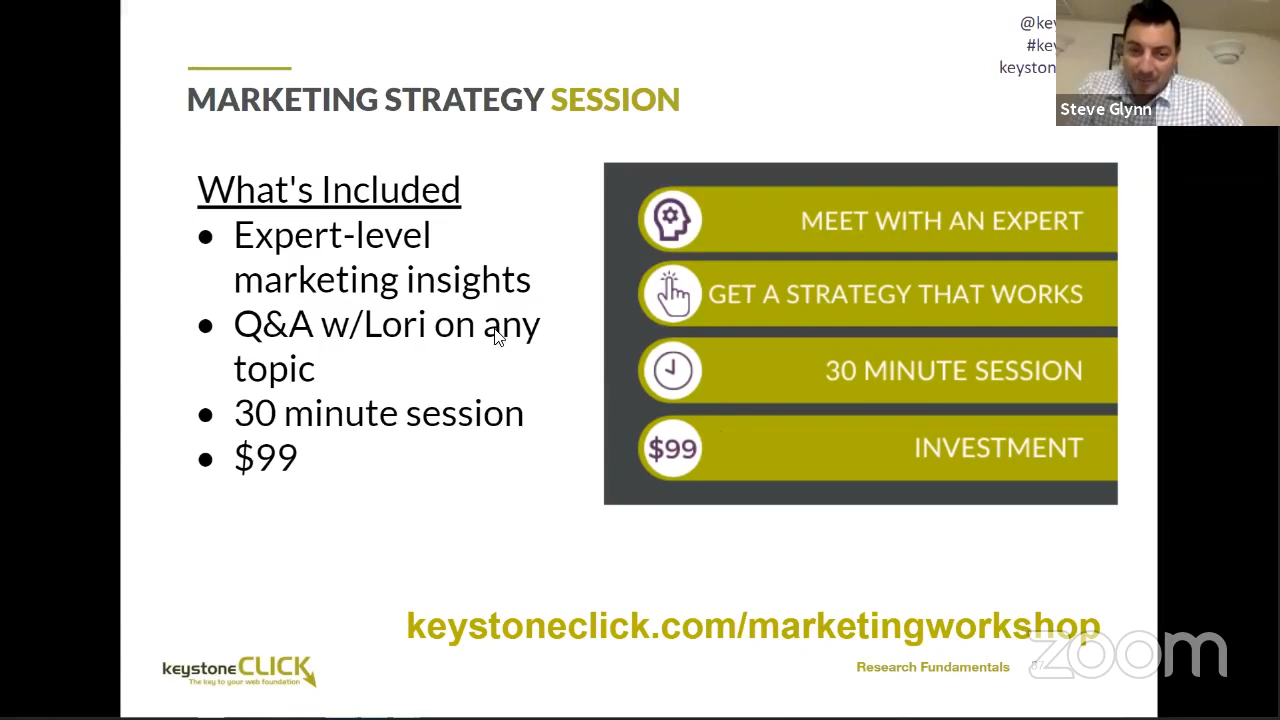 @key
#key
keyston
Steve Glynn
MARKETING STRATEGY SESSION
What's Included
• Expert-level
marketing insights
• Q&A w/Lori on any
topic
• 30 minute session
• $99
MEET WITH AN EXPERT
GET A STRATEGY THAT WORKS
30 MINUTE SESSION
$99 INVESTMENT
keystoneclick.com/marketingworkshop
keystoneCLICK
The key to your web foundation
Research Fundamentals
zoom